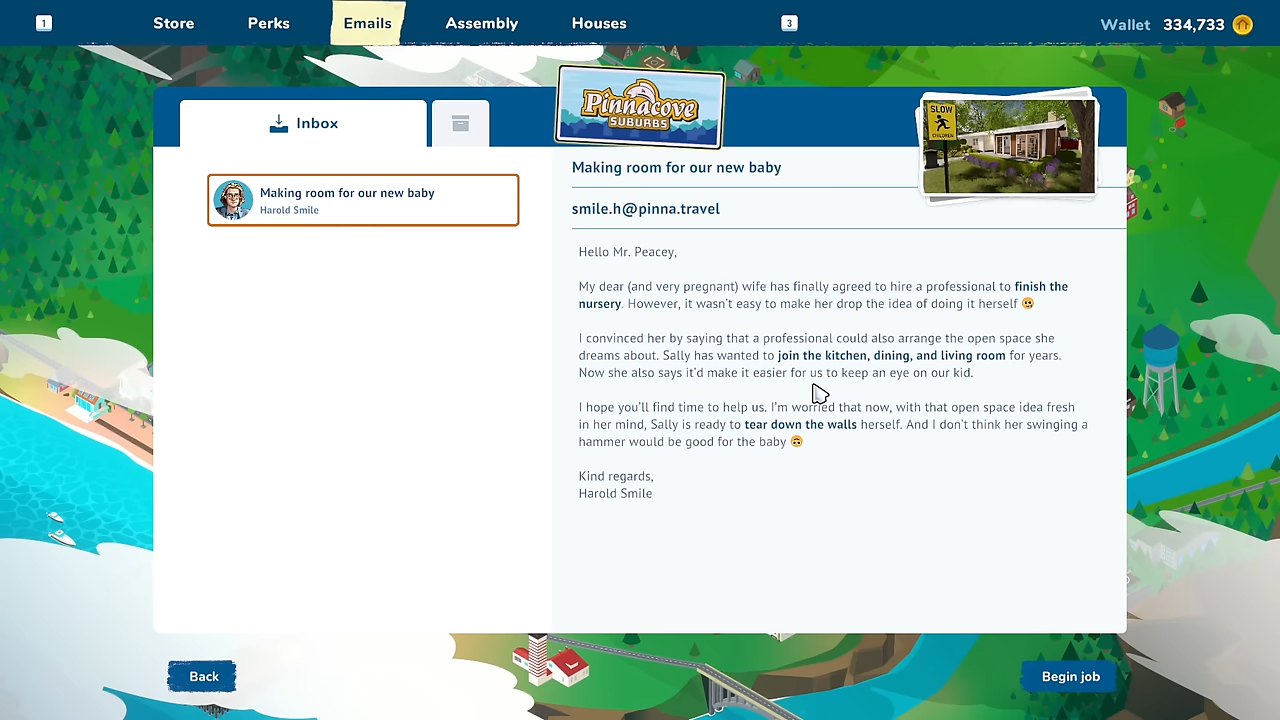 1
Store
Perks
Emails
Assembly
Houses
3
Wallet 334,733
Inbox
Pinnacove
SUBURBS
SLOW
CHILDREN
Making room for our new baby
Harold Smile
Making room for our new baby
smile.h@pinna.travel
Hello Mr. Peacey,
My dear (and very pregnant) wife has finally agreed to hire a professional to finish the
nursery. However, it wasn't easy to make her drop the idea of doing it herself
I convinced her by saying that a professional could also arrange the open space she
dreams about. Sally has wanted to join the kitchen, dining, and living room for years.
Now she also says it'd make it easier for us to keep an eye on our kid.
I hope you'll find time to help us. I'm worried that now, with that open space idea fresh
in her mind, Sally is ready to tear down the walls herself. And I don't think her swinging a
hammer would be good for the baby
Kind regards,
Harold Smile
Back
Begin job